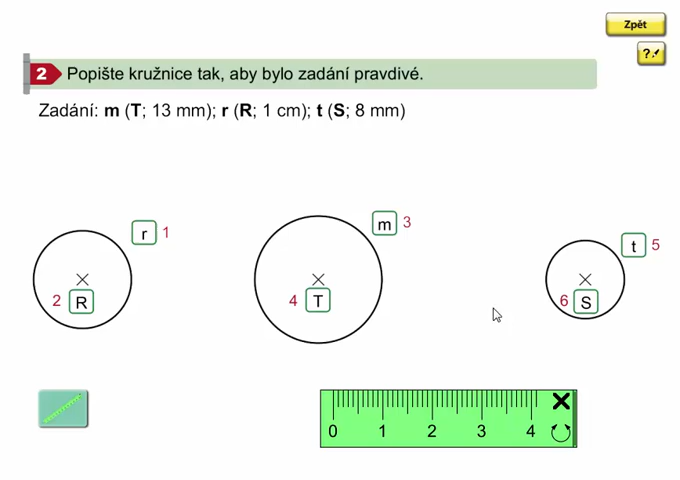 Zpět
?
2 Popište kružnice tak, aby bylo zadání pravdivé.
Zadání: m (T; 13 mm); r (R; 1 cm); t (S; 8 mm)
r 1
2 R
m 3
4 T
t 5
6 S
0 1 2 3 4